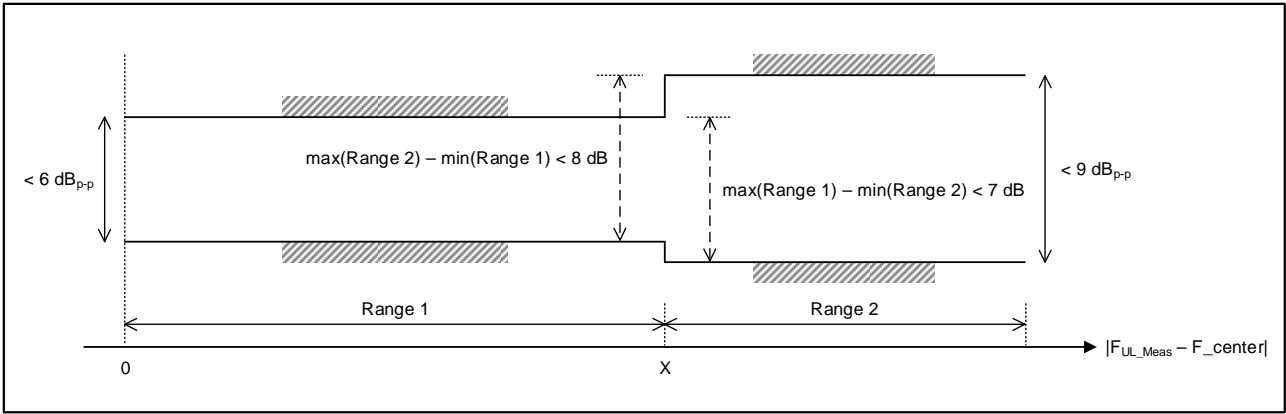 max(Range 2) – min(Range 1) < 8 dB
< 6 dBp-p
< 9 dBp-p
max(Range 1) – min(Range 2) < 7 dB
Range 1
Range 2
|FUL_Meas – F_center|
0
X